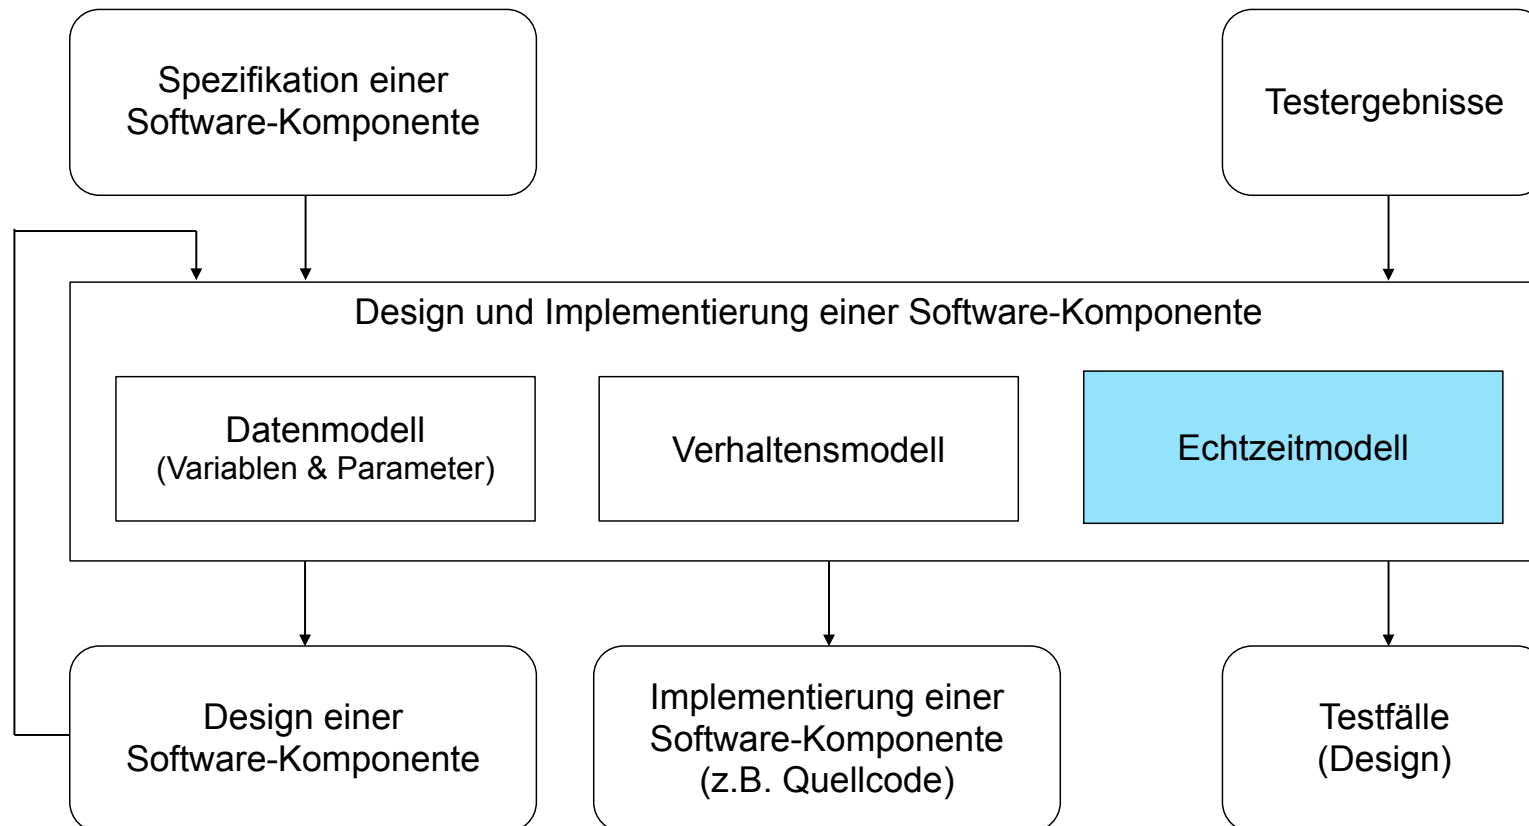 Spezifikation einer
Software-Komponente
Testergebnisse
Design und Implementierung einer Software-Komponente
Datenmodell
(Variablen & Parameter)
Verhaltensmodell
Echtzeitmodell
Design einer
Software-Komponente
Implementierung einer
Software-Komponente
(z.B. Quellcode)
Testfälle
(Design)